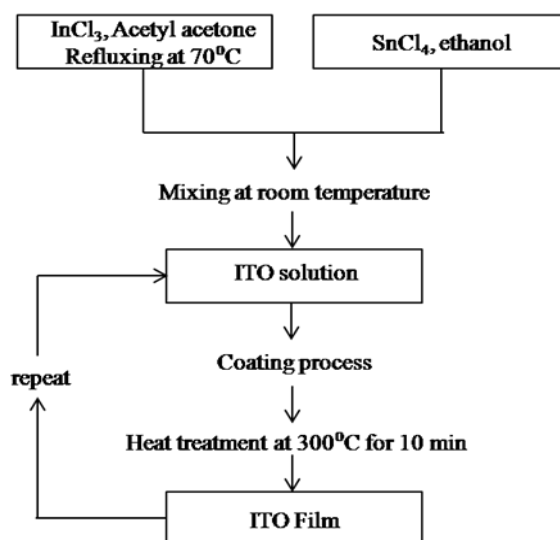 InCl₃, Acetyl acetone
Refluxing at 70⁰C
SnCl₄, ethanol
Mixing at room temperature
ITO solution
Coating process
repeat
Heat treatment at 300⁰C for 10 min
ITO Film